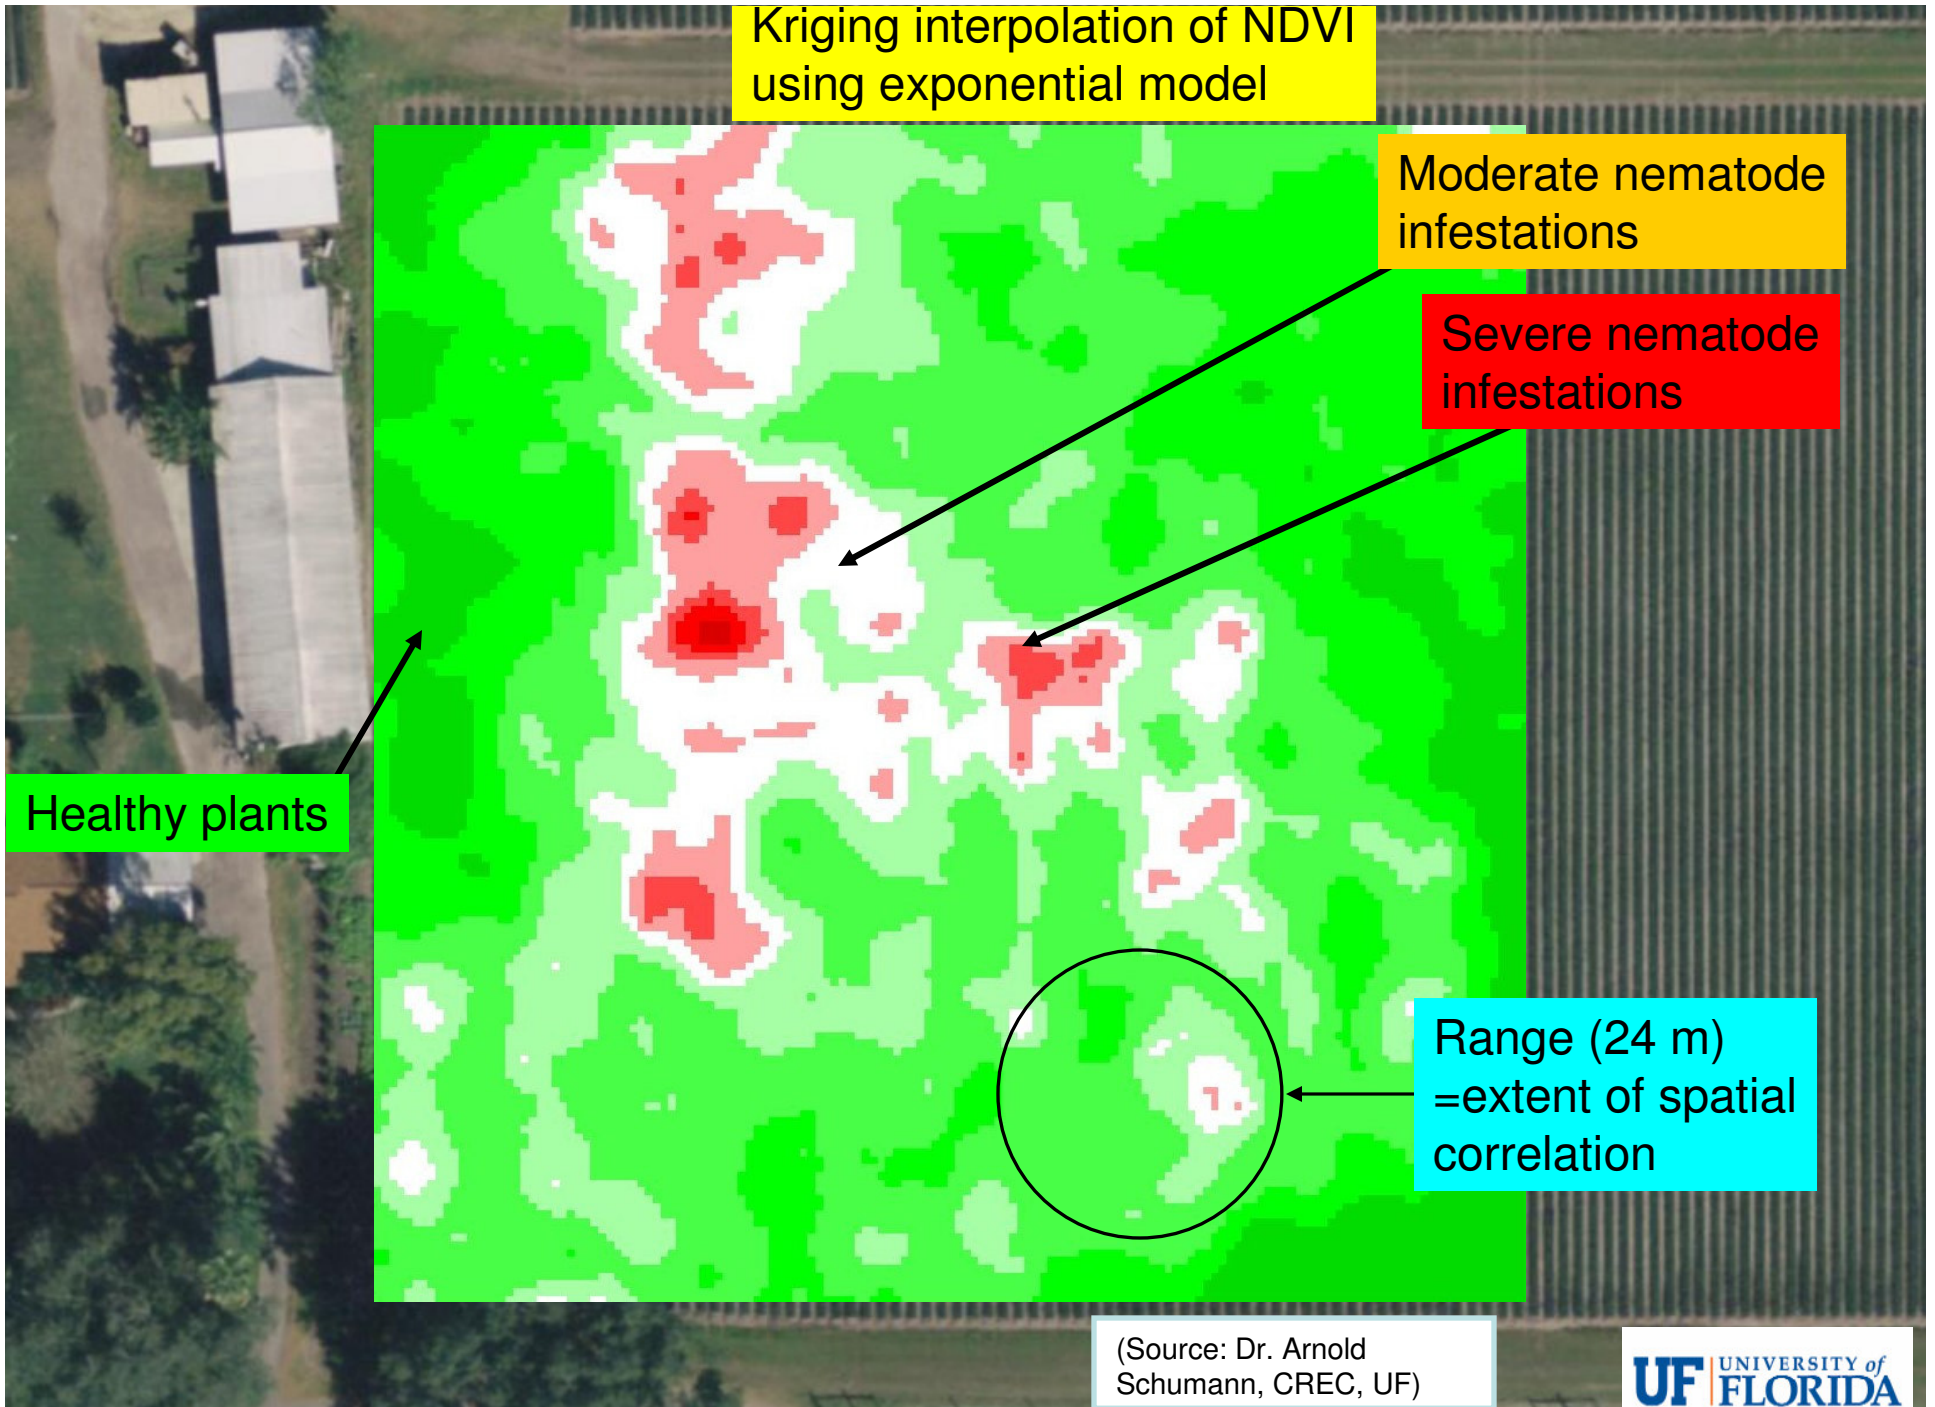 Kriging interpolation of NDVI
using exponential model
Moderate nematode
infestations
Severe nematode
infestations
Healthy plants
Range (24 m)
=extent of spatial
correlation
(Source: Dr. Arnold
Schumann, CREC, UF)
UF UNIVERSITY of
FLORIDA